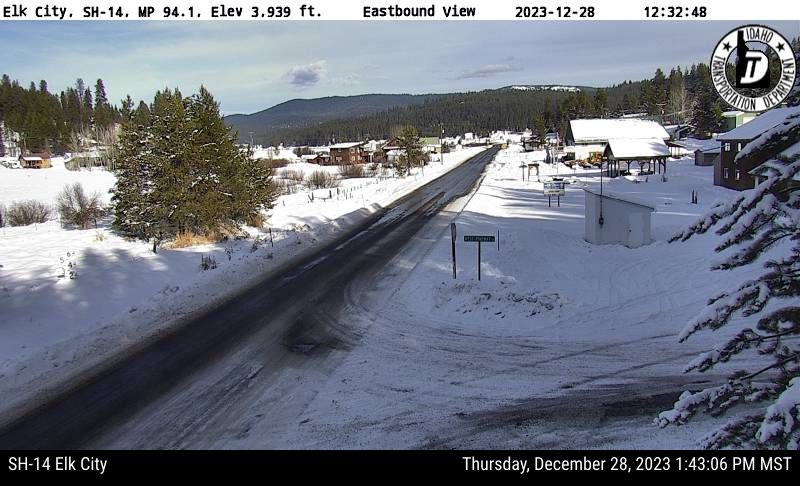 Elk City, SH-14, MP 94.1, Elev 3,939 ft. Eastbound View 2023-12-28 12:32:48
IDAHO
TRANSPORTATION DEPARTMENT
SH-14 Elk City Thursday, December 28, 2023 1:43:06 PM MST